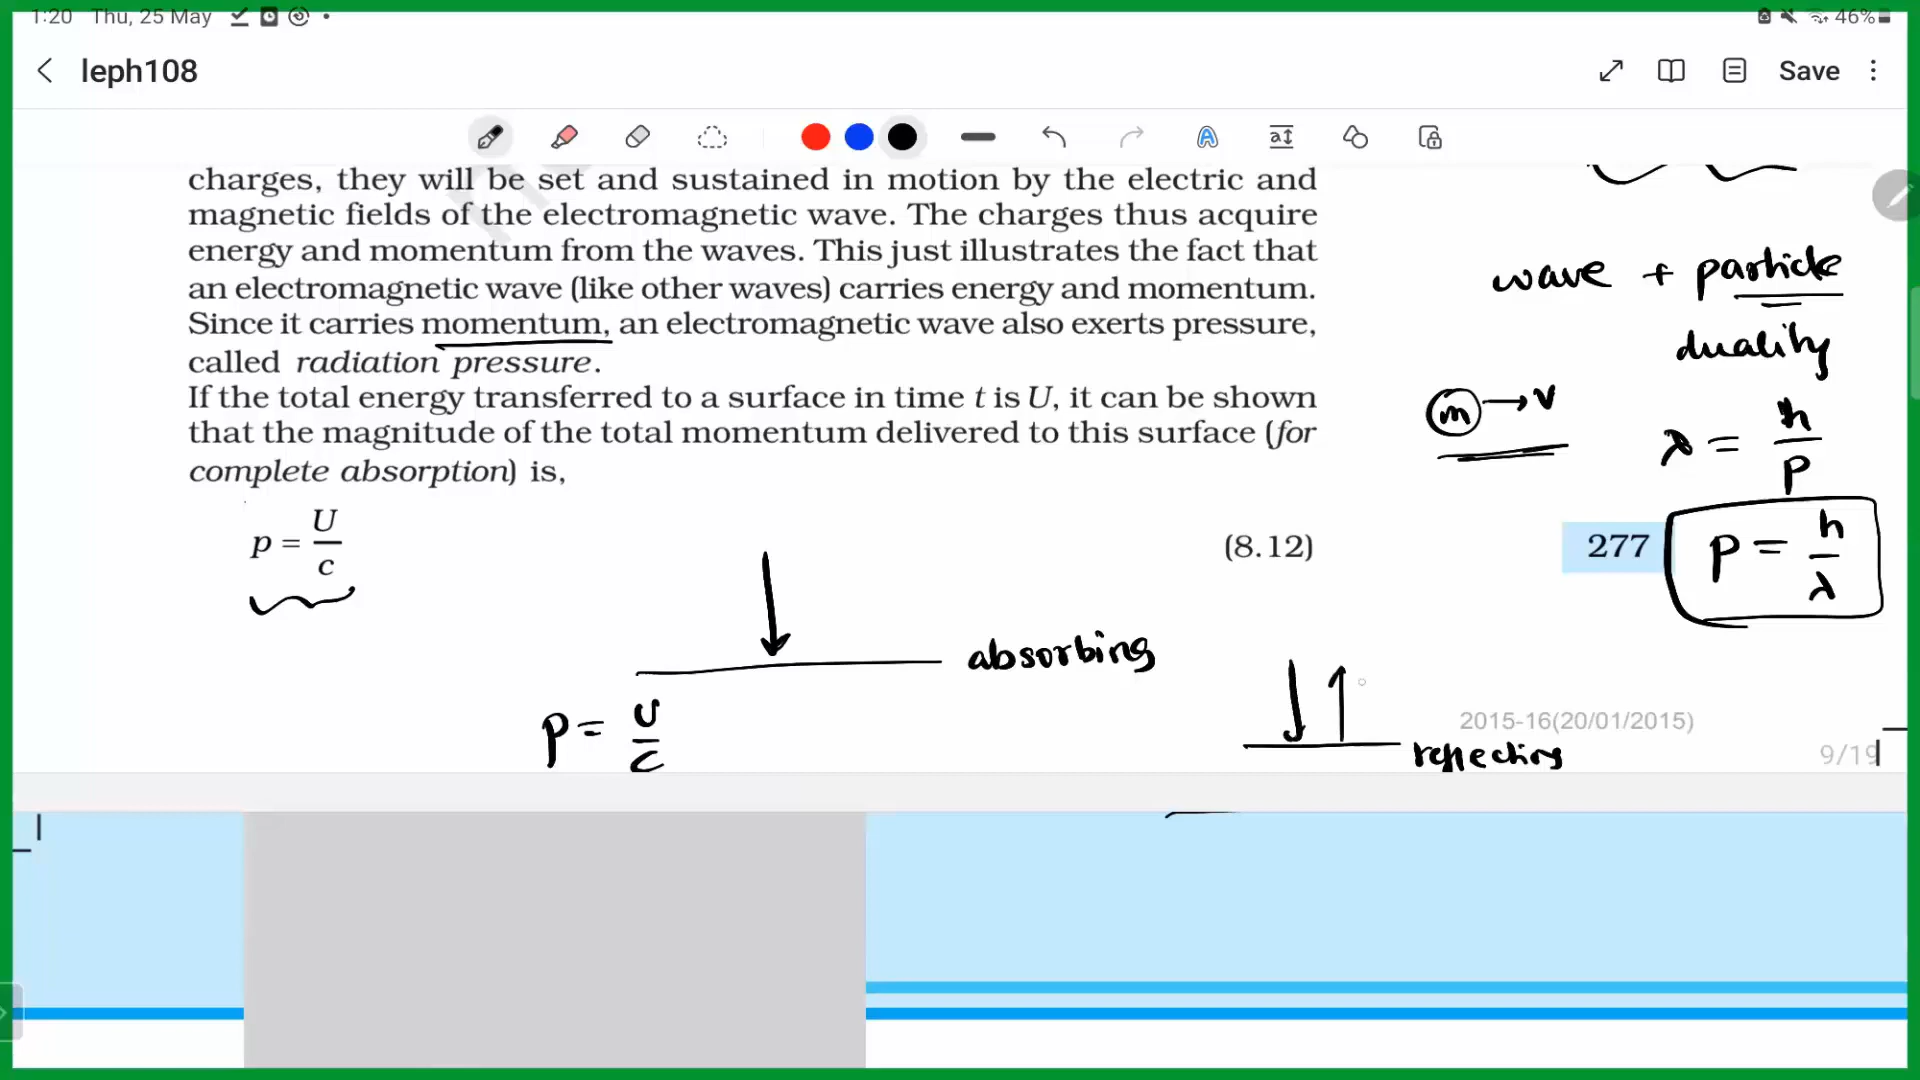 1:20 Thu, 25 May
46%
leph108
Save
charges, they will be set and sustained in motion by the electric and
magnetic fields of the electromagnetic wave. The charges thus acquire
energy and momentum from the waves. This just illustrates the fact that
an electromagnetic wave (like other waves) carries energy and momentum.
Since it carries momentum, an electromagnetic wave also exerts pressure,
called radiation pressure.
If the total energy transferred to a surface in time t is U, it can be shown
that the magnitude of the total momentum delivered to this surface (for
complete absorption) is,
p = U/c
(8.12)
277
wave + particle
duality
m → v
λ = h/p
p = h/λ
absorbing
p = U/c
reflecting
2015-16(20/01/2015)
9/19